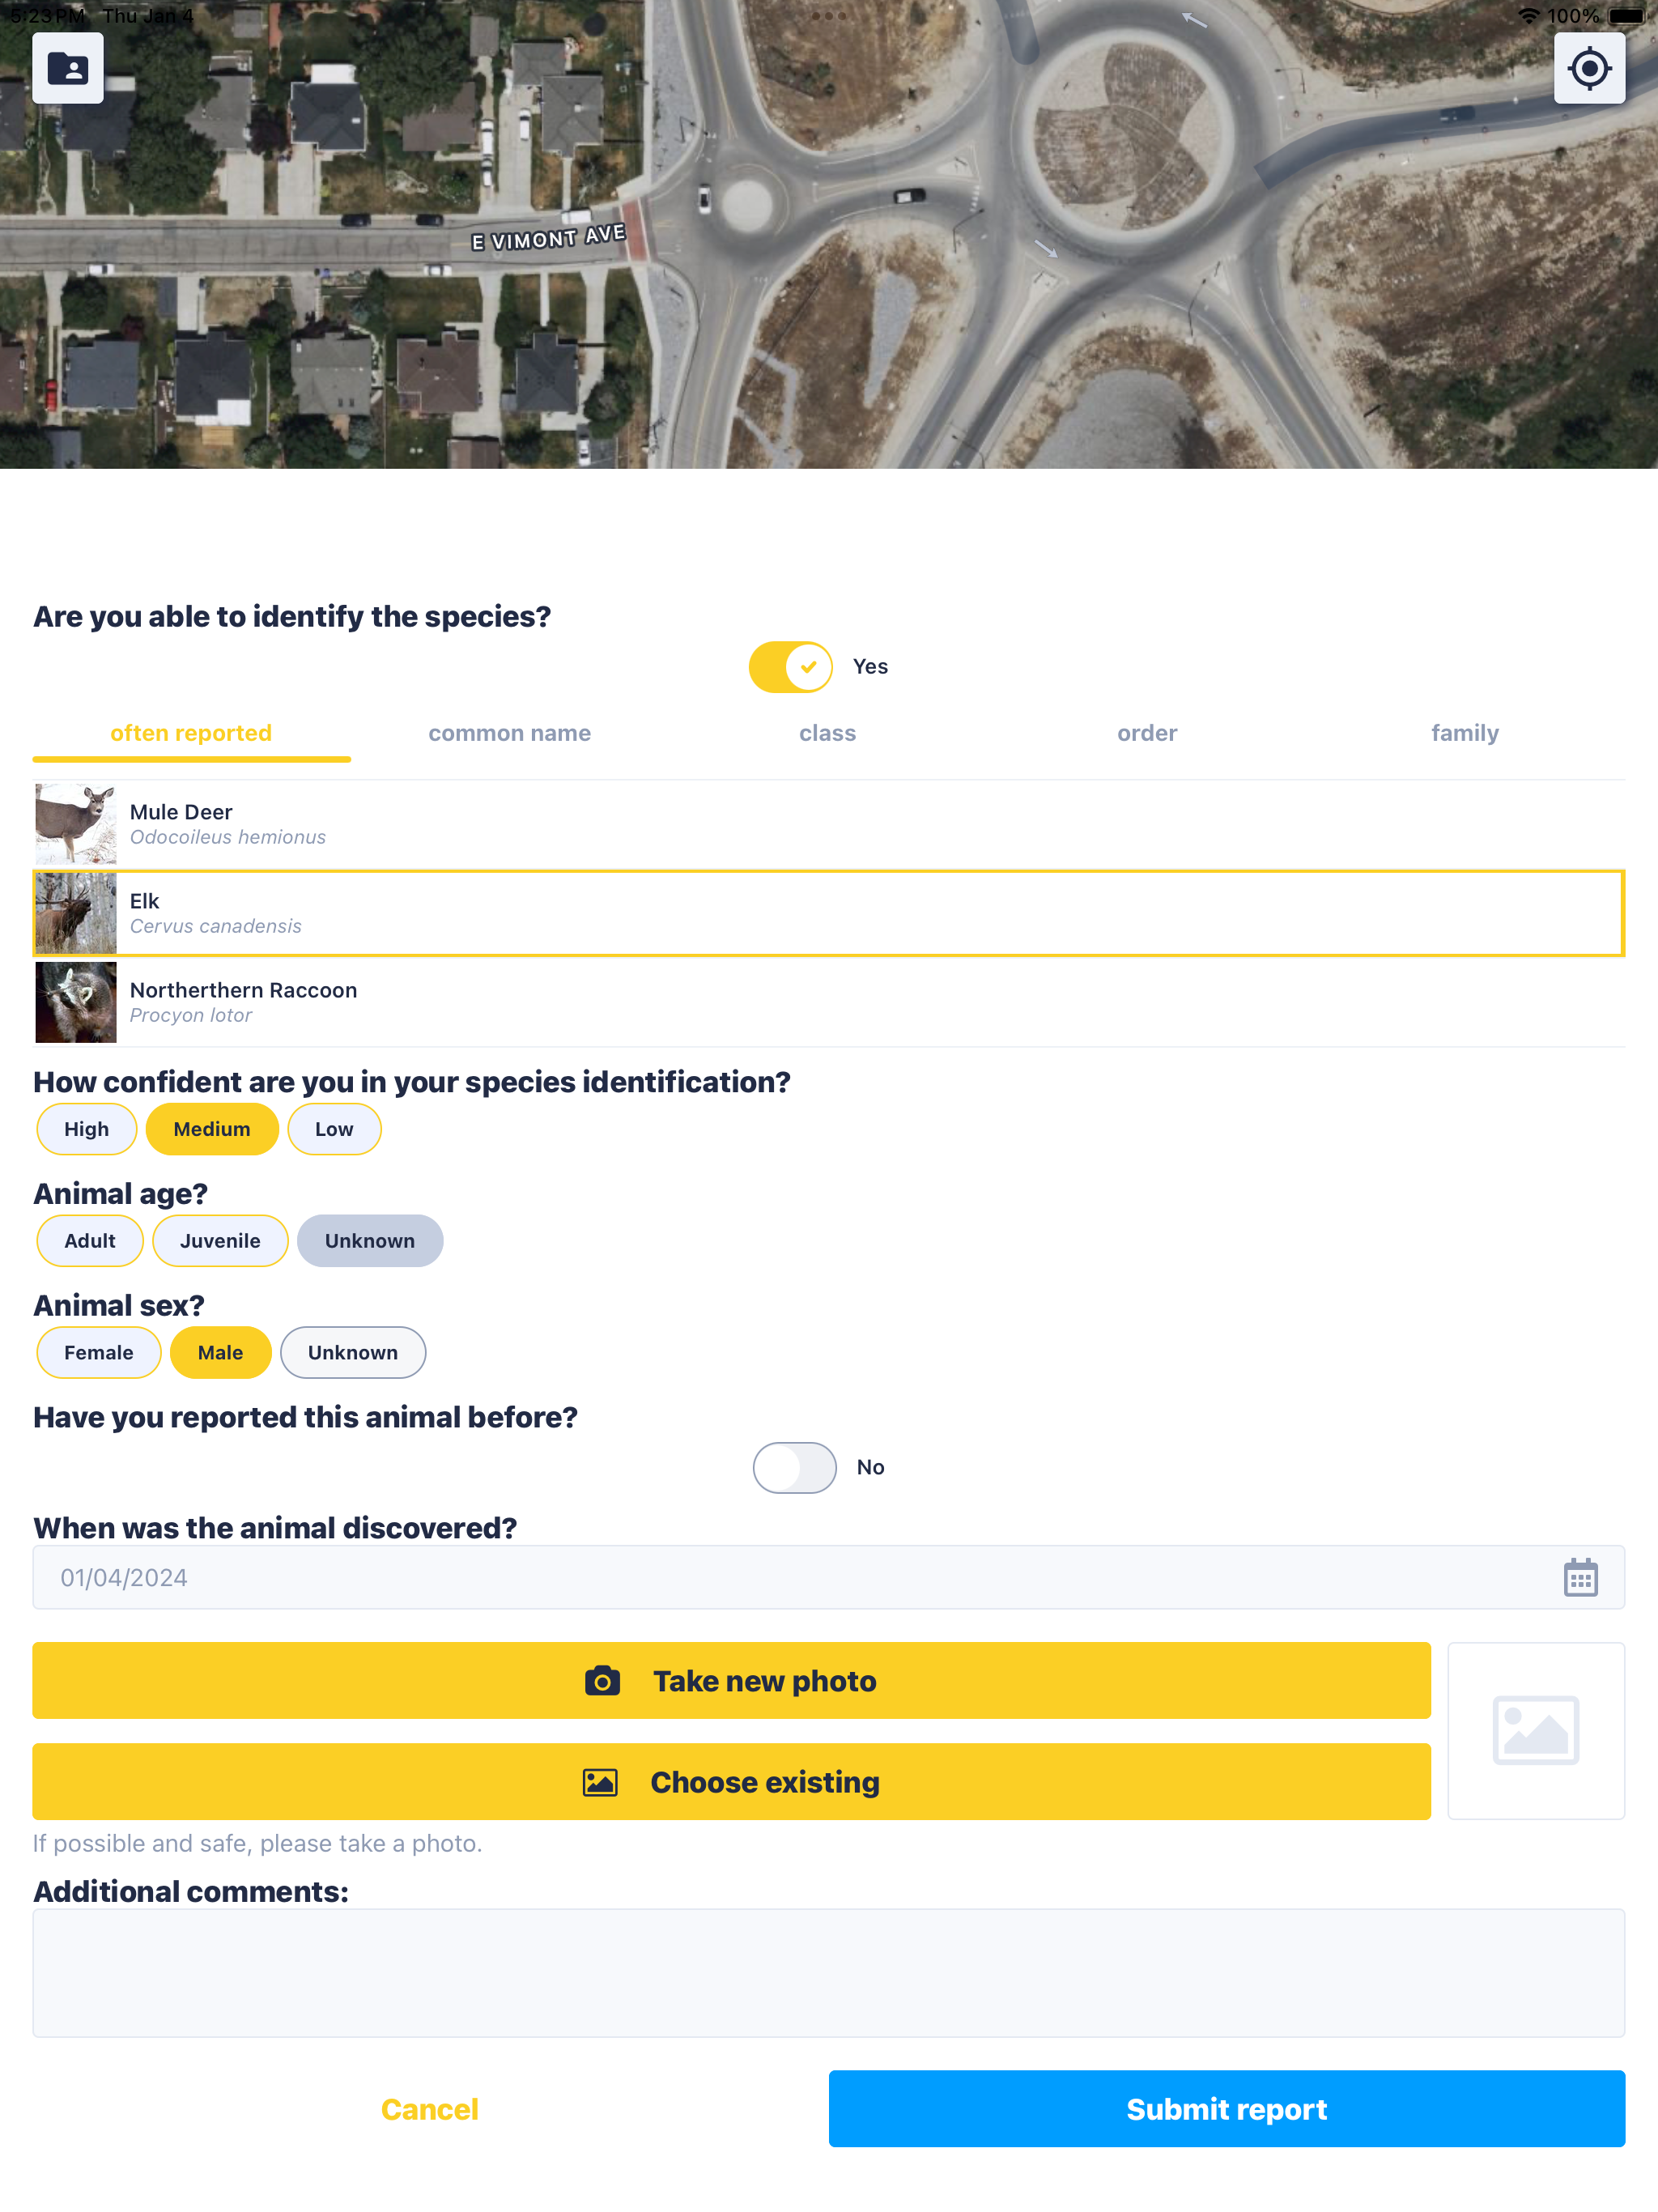 5:23 PM Thu Jan 4
100%
E VIMONT AVE
Are you able to identify the species?
Yes
often reported common name class order family
Mule Deer
Odocoileus hemionus
Elk
Cervus canadensis
Northerthern Raccoon
Procyon lotor
How confident are you in your species identification?
High Medium Low
Animal age?
Adult Juvenile Unknown
Animal sex?
Female Male Unknown
Have you reported this animal before?
No
When was the animal discovered?
01/04/2024
Take new photo
Choose existing
If possible and safe, please take a photo.
Additional comments:
Cancel Submit report